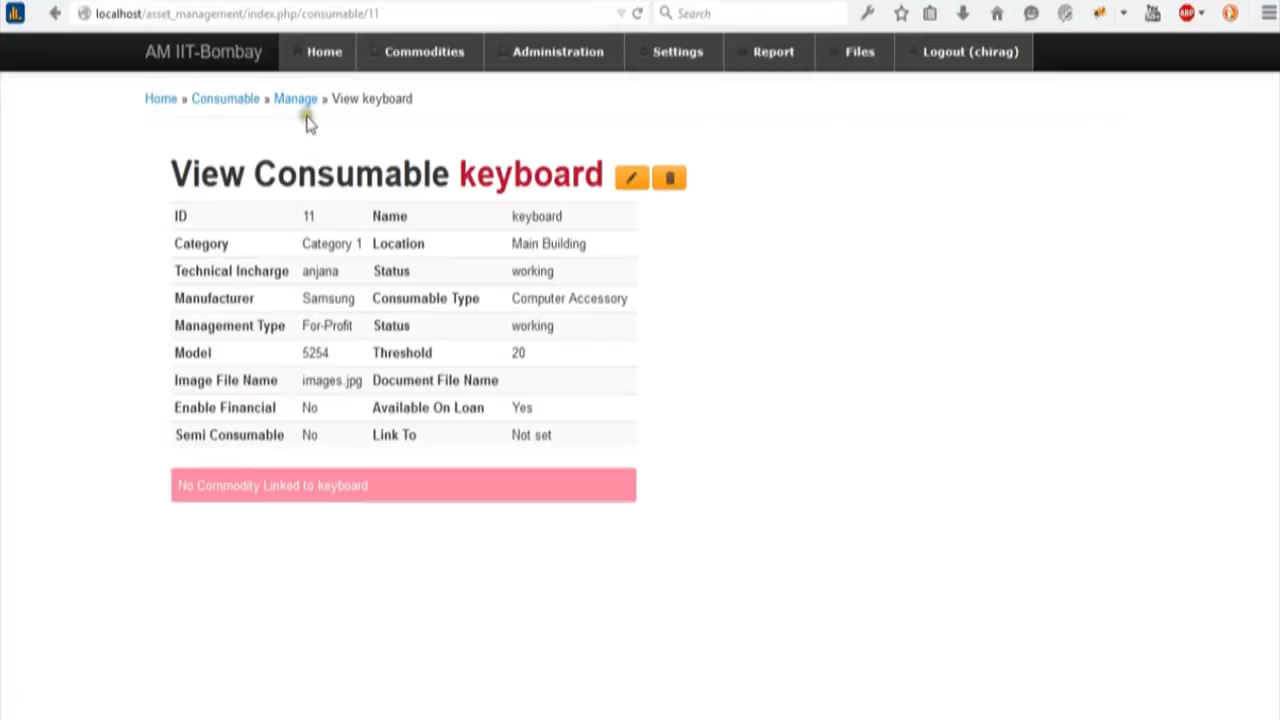 localhost/asset_management/index.php/consumable/11 Search
AM IIT-Bombay Home Commodities Administration Settings Report Files Logout (chirag)
Home » Consumable » Manage » View keyboard
View Consumable keyboard
ID 11 Name keyboard
Category Category 1 Location Main Building
Technical Incharge anjana Status working
Manufacturer Samsung Consumable Type Computer Accessory
Management Type For-Profit Status working
Model 5254 Threshold 20
Image File Name images.jpg Document File Name
Enable Financial No Available On Loan Yes
Semi Consumable No Link To Not set
No Commodity Linked to keyboard